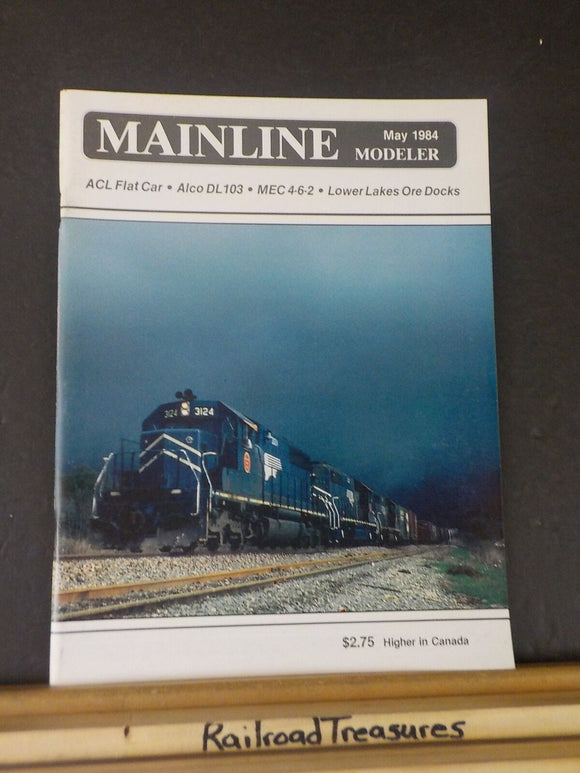 MAINLINE
May 1984
MODELER
ACL Flat Car • Alco DL103 • MEC 4-6-2 • Lower Lakes Ore Docks
3124 3124
$2.75 Higher in Canada
RailroadTreasures